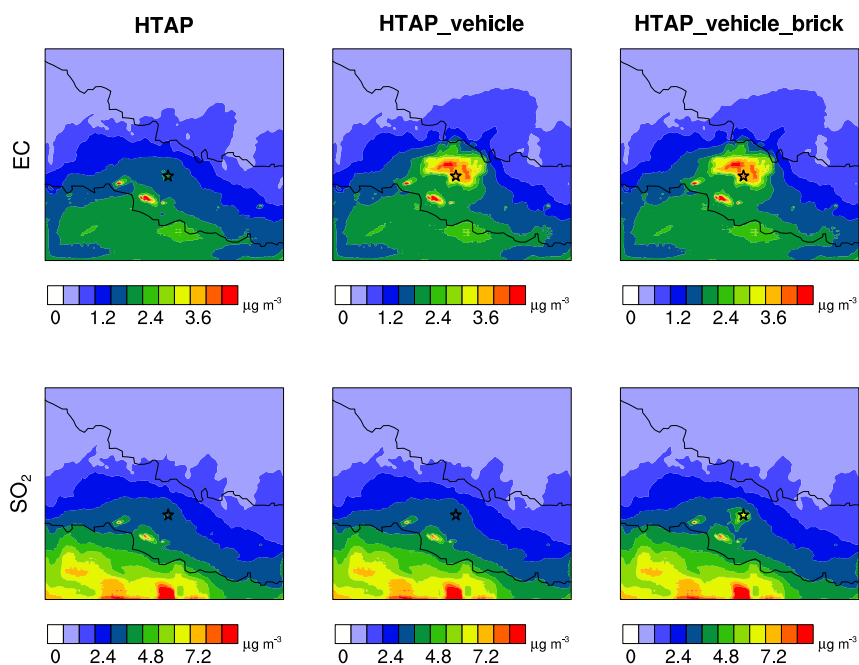 HTAP HTAP_vehicle HTAP_vehicle_brick
EC
0 1.2 2.4 3.6 µg m⁻³
0 1.2 2.4 3.6 µg m⁻³
0 1.2 2.4 3.6 µg m⁻³
SO₂
0 2.4 4.8 7.2 µg m⁻³
0 2.4 4.8 7.2 µg m⁻³
0 2.4 4.8 7.2 µg m⁻³